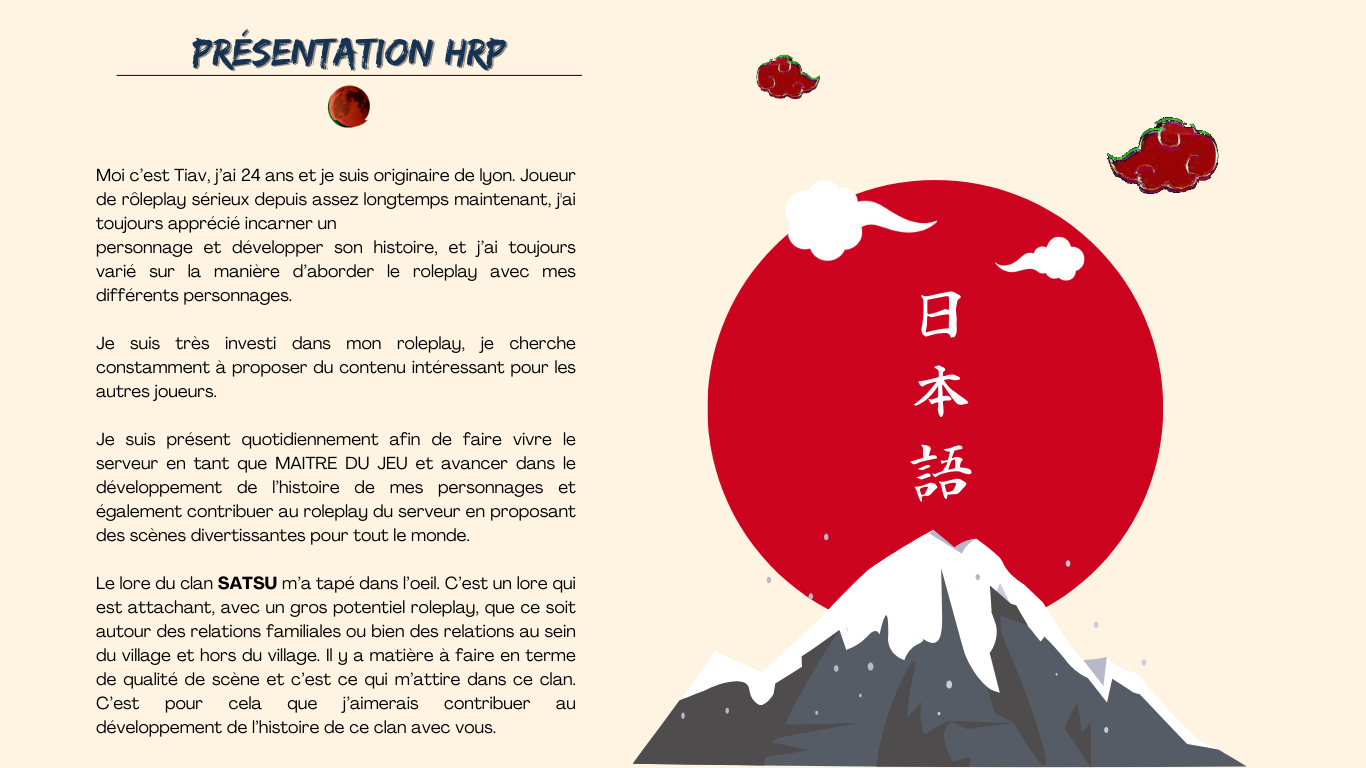 PRÉSENTATION HRP
Moi c’est Tiav, j’ai 24 ans et je suis originaire de lyon. Joueur
de rôleplay sérieux depuis assez longtemps maintenant, j'ai
toujours apprécié incarner un
personnage et développer son histoire, et j’ai toujours
varié sur la manière d’aborder le roleplay avec mes
différents personnages.
Je suis très investi dans mon roleplay, je cherche
constamment à proposer du contenu intéressant pour les
autres joueurs.
Je suis présent quotidiennement afin de faire vivre le
serveur en tant que MAITRE DU JEU et avancer dans le
développement de l’histoire de mes personnages et
également contribuer au roleplay du serveur en proposant
des scènes divertissantes pour tout le monde.
Le lore du clan SATSU m’a tapé dans l’oeil. C’est un lore qui
est attachant, avec un gros potentiel roleplay, que ce soit
autour des relations familiales ou bien des relations au sein
du village et hors du village. Il y a matière à faire en terme
de qualité de scène et c’est ce qui m’attire dans ce clan.
C’est pour cela que j’aimerais contribuer au
développement de l’histoire de ce clan avec vous.
日本語